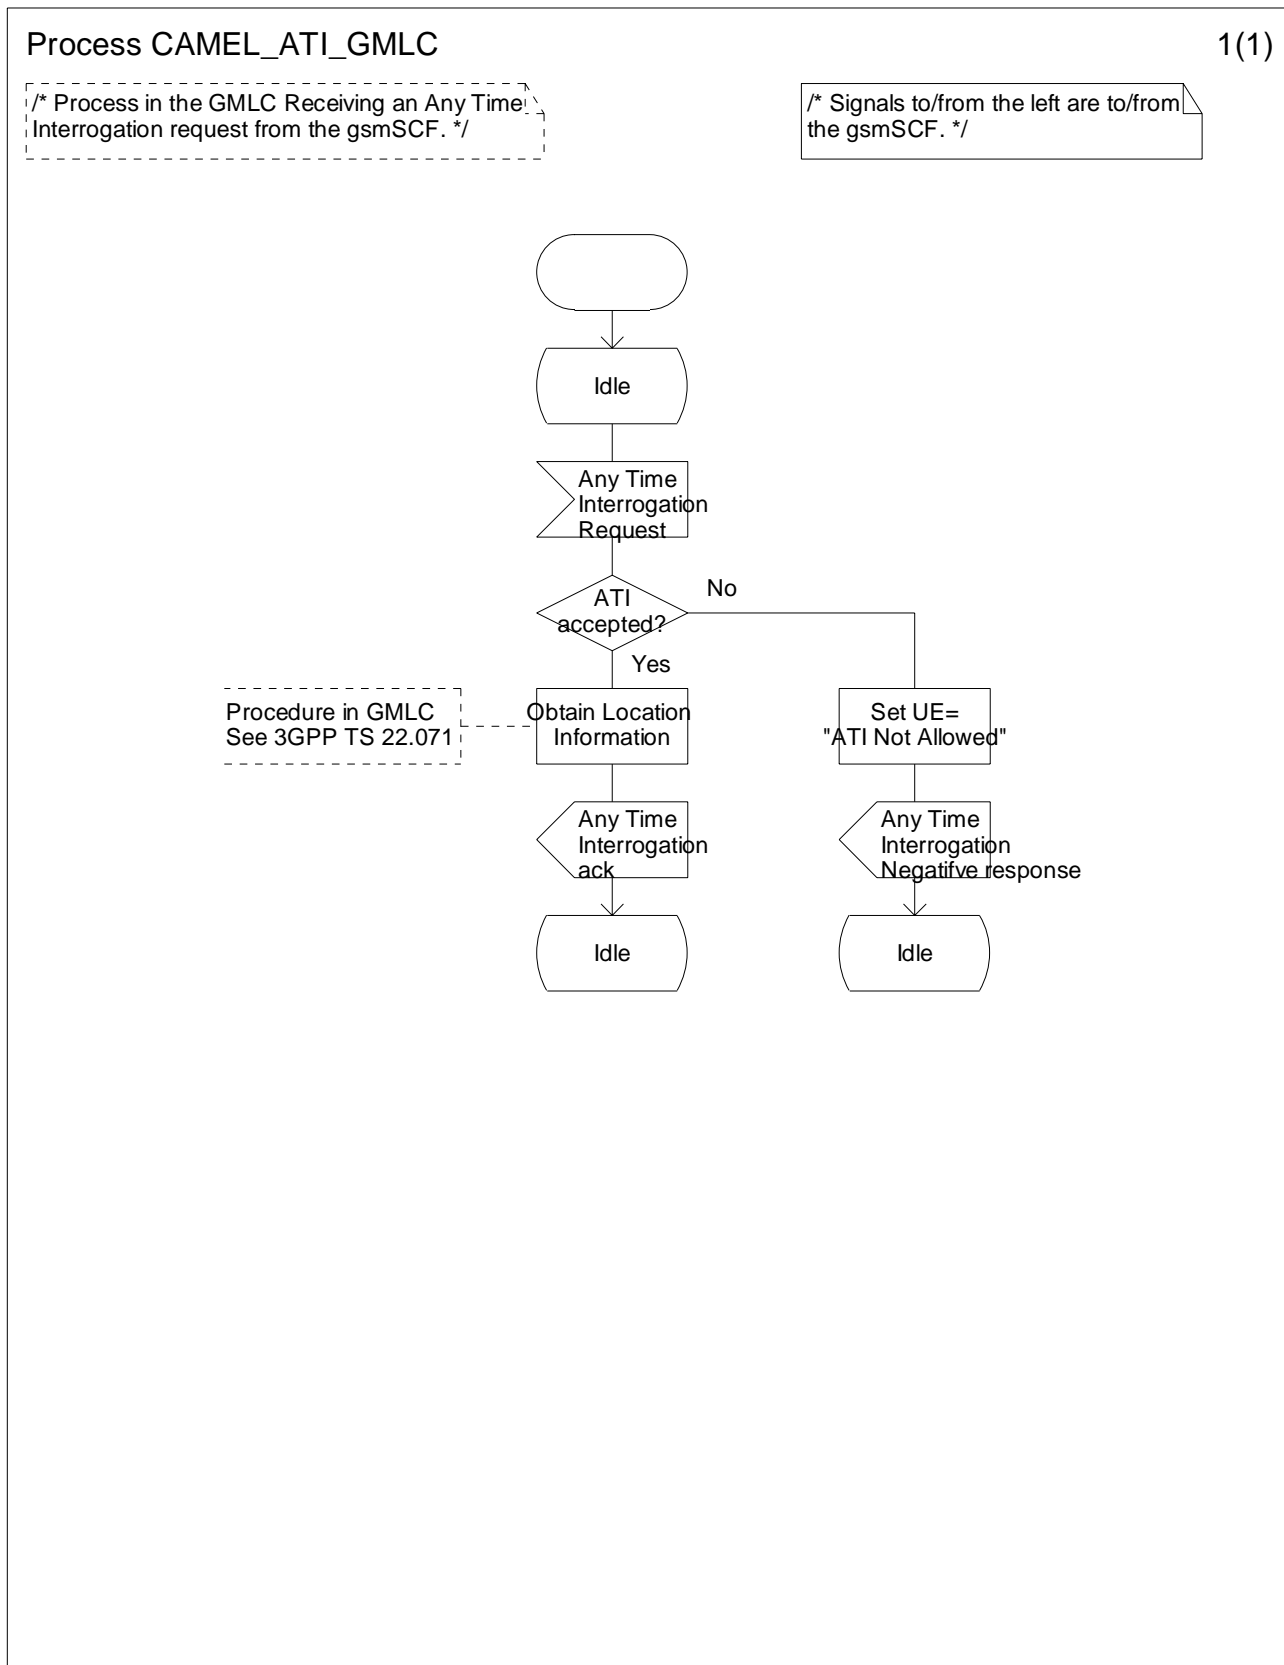 Process CAMEL_ATI_GMLC
1(1)
/* Process in the GMLC Receiving an Any Time
Interrogation request from the gsmSCF. */
/* Signals to/from the left are to/from
the gsmSCF. */
Idle
Any Time
Interrogation
Request
ATI
accepted?
No
Yes
Procedure in GMLC
See 3GPP TS 22.071
Obtain Location
Information
Set UE=
"ATI Not Allowed"
Any Time
Interrogation
ack
Any Time
Interrogation
Negatifve response
Idle
Idle